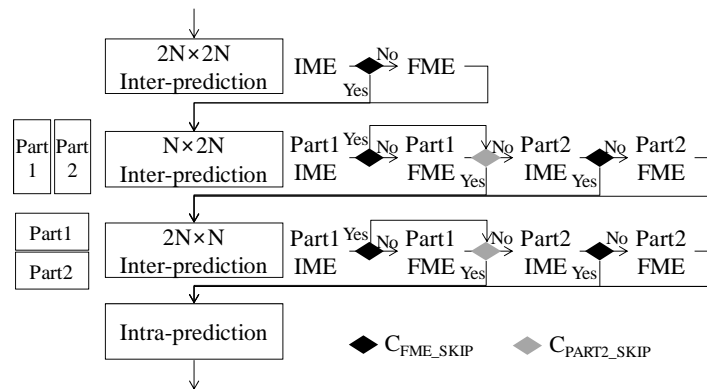 2N×2N
Inter-prediction
IME
No
FME
Yes
Part
1
Part
2
N×2N
Inter-prediction
Part1
IME
Yes
No
Part1
FME
No
Yes
Part2
IME
No
Yes
Part2
FME
Part1
Part2
2N×N
Inter-prediction
Part1
IME
Yes
No
Part1
FME
No
Yes
Part2
IME
No
Yes
Part2
FME
Intra-prediction
CFME_SKIP
CPART2_SKIP